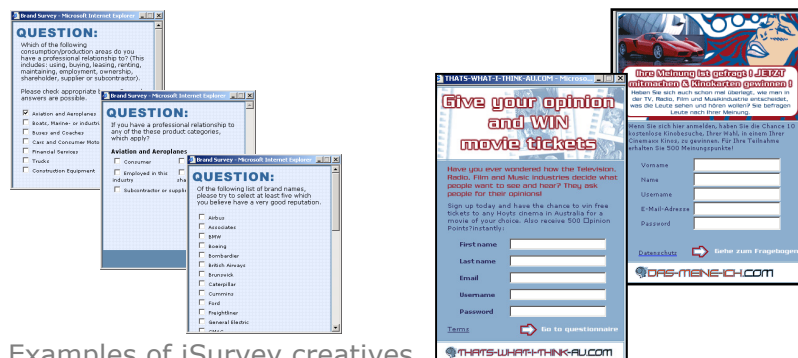 Brand Survey - Microsoft Internet Explorer
QUESTION:
Which of the following
consumption/production areas do you
have a professional relationship to? (This
includes: using, buying, leasing, renting,
maintaining, employment, ownership,
shareholder, supplier or subcontractor).
Please check appropriate
answers are possible.
Aviation and Aeroplanes
Boats, Marine- or industri
Buses and Coaches
Cars and Consumer Moto
Financial Services
Trucks
Construction Equipment
Brand Survey - Microsoft Internet Explorer
QUESTION:
If you have a professional relationship to
any of the these product categories,
which apply?
Aviation and Aeroplanes
Consumer
Employed in this
industry sha
Subcontractor or supplie
Brand Survey - Microsoft Internet Explorer
QUESTION:
Of the following list of brand names,
please try to select at least five which
you believe have a very good reputation.
Airbus
Associates
BMW
Boeing
Bombardier
British Airways
Brunswick
Caterpillar
Cummins
Ford
Freightliner
General Electric
GMAC
Examples of iSurvey creatives
THATS-WHAT-I-THINK-AU.COM - Microso...
Give your opinion
and WIN
movie tickets
Have you ever wondered how the Television,
Radio, Film and Music industries decide what
people want to see and hear? They ask
people for their opinions!
Sign up today and have the chance to win free
tickets to any Hoyts cinema in Australia for a
movie of your choice. Also receive 500 Opinion
Points?instantly:
First name
Last name
Email
Username
Password
Terms
Go to questionnaire
THATS-WHAT-I-THINK-AU.COM
Ihre Meinung ist gefragt ! JETZT
mitmachen & Kinokarten gewinnen !
Haben Sie sich auch schon mal überlegt, wie man in
der TV, Radio, Film und Musikindustrie entscheidet,
was die Leute sehen und hören wollen? Sie befragen
Leute nach Ihrer Meinung.
Wenn Sie sich hier anmelden, haben Sie die Chance 10
kostenlose Kinobesuche, Ihrer Wahl, in einem Ihrer
Cinemaxx Kinos, zu gewinnen. Für Ihre Teilnahme
erhalten Sie 500 Meinungspunkte!
Vorname
Name
Username
E-Mail-Adresse
Password
Datenschutz
Gehe zum Fragebogen
DAS-MEINE-ICH.COM